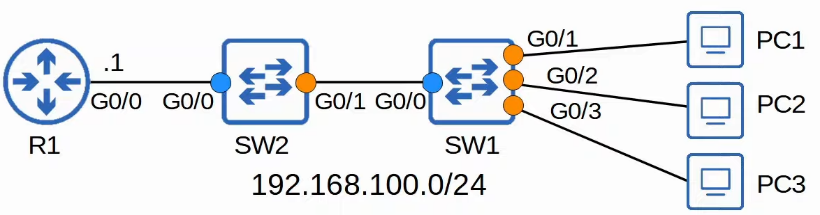 G0/1
PC1
.1
G0/2
G0/0
G0/0
G0/1
G0/0
G0/3
PC2
R1
SW2
SW1
192.168.100.0/24
PC3